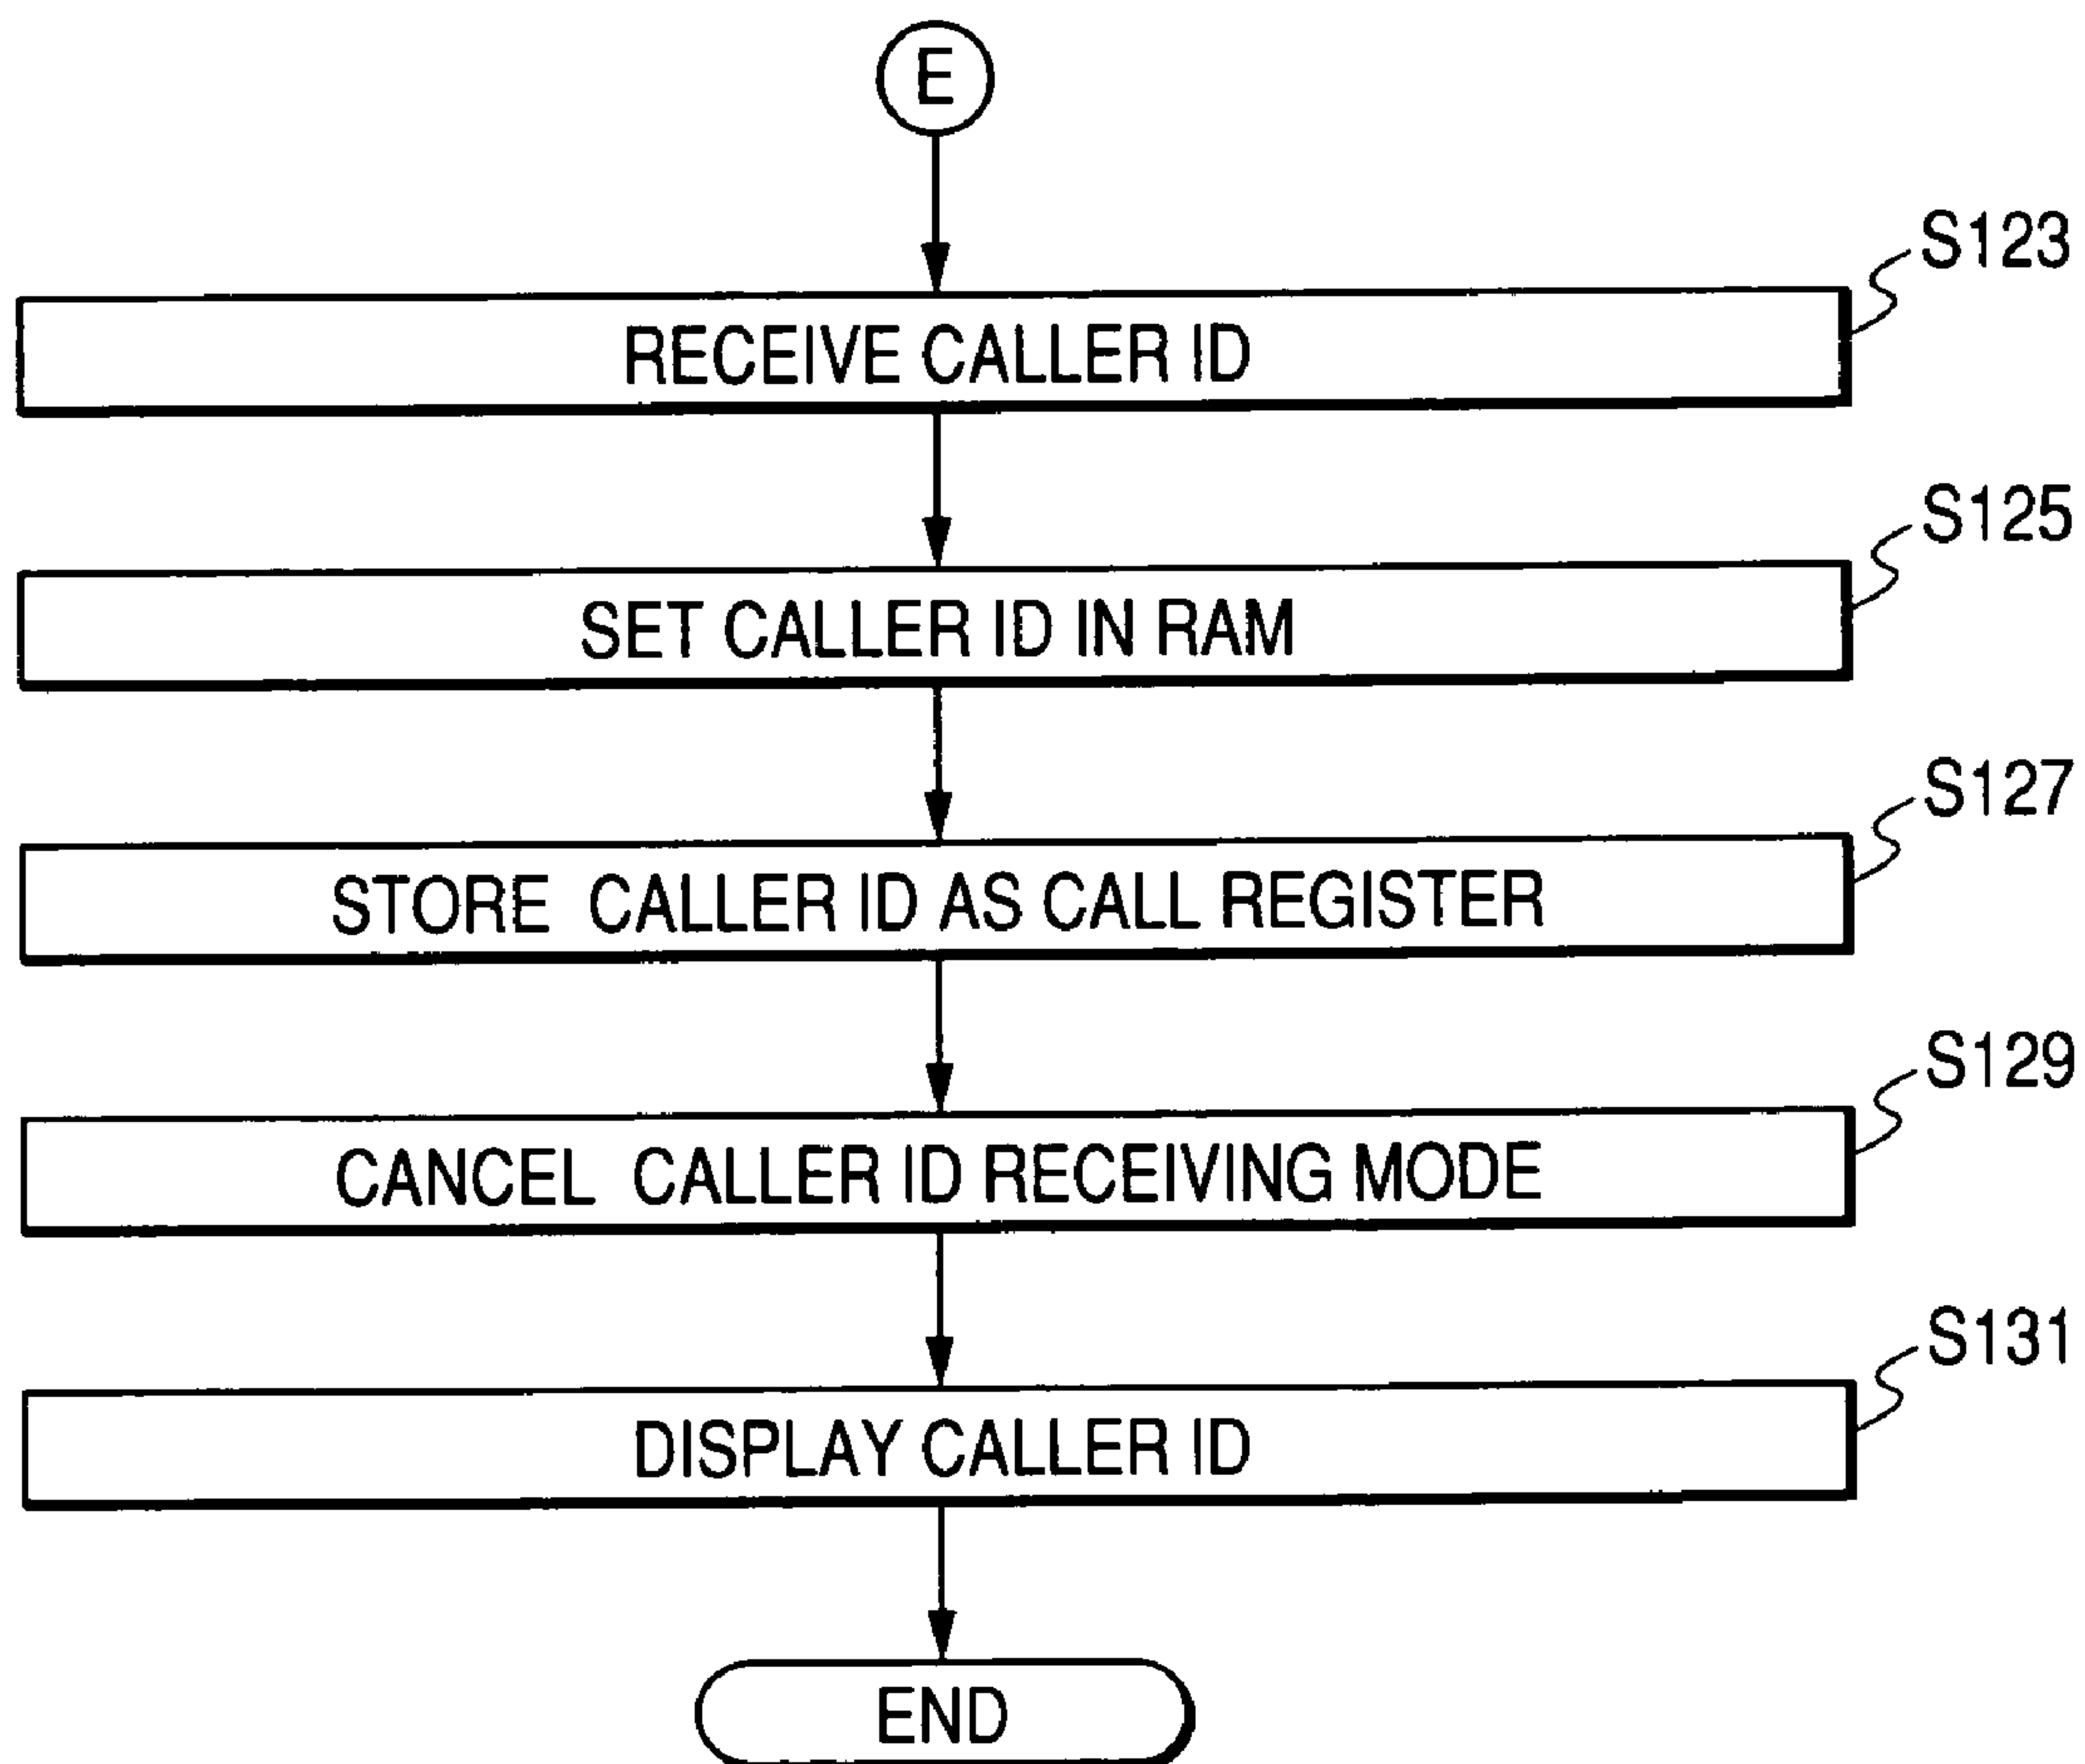 E
S123
RECEIVE CALLER ID
S125
SET CALLER ID IN RAM
S127
STORE CALLER ID AS CALL REGISTER
S129
CANCEL CALLER ID RECEIVING MODE
S131
DISPLAY CALLER ID
END